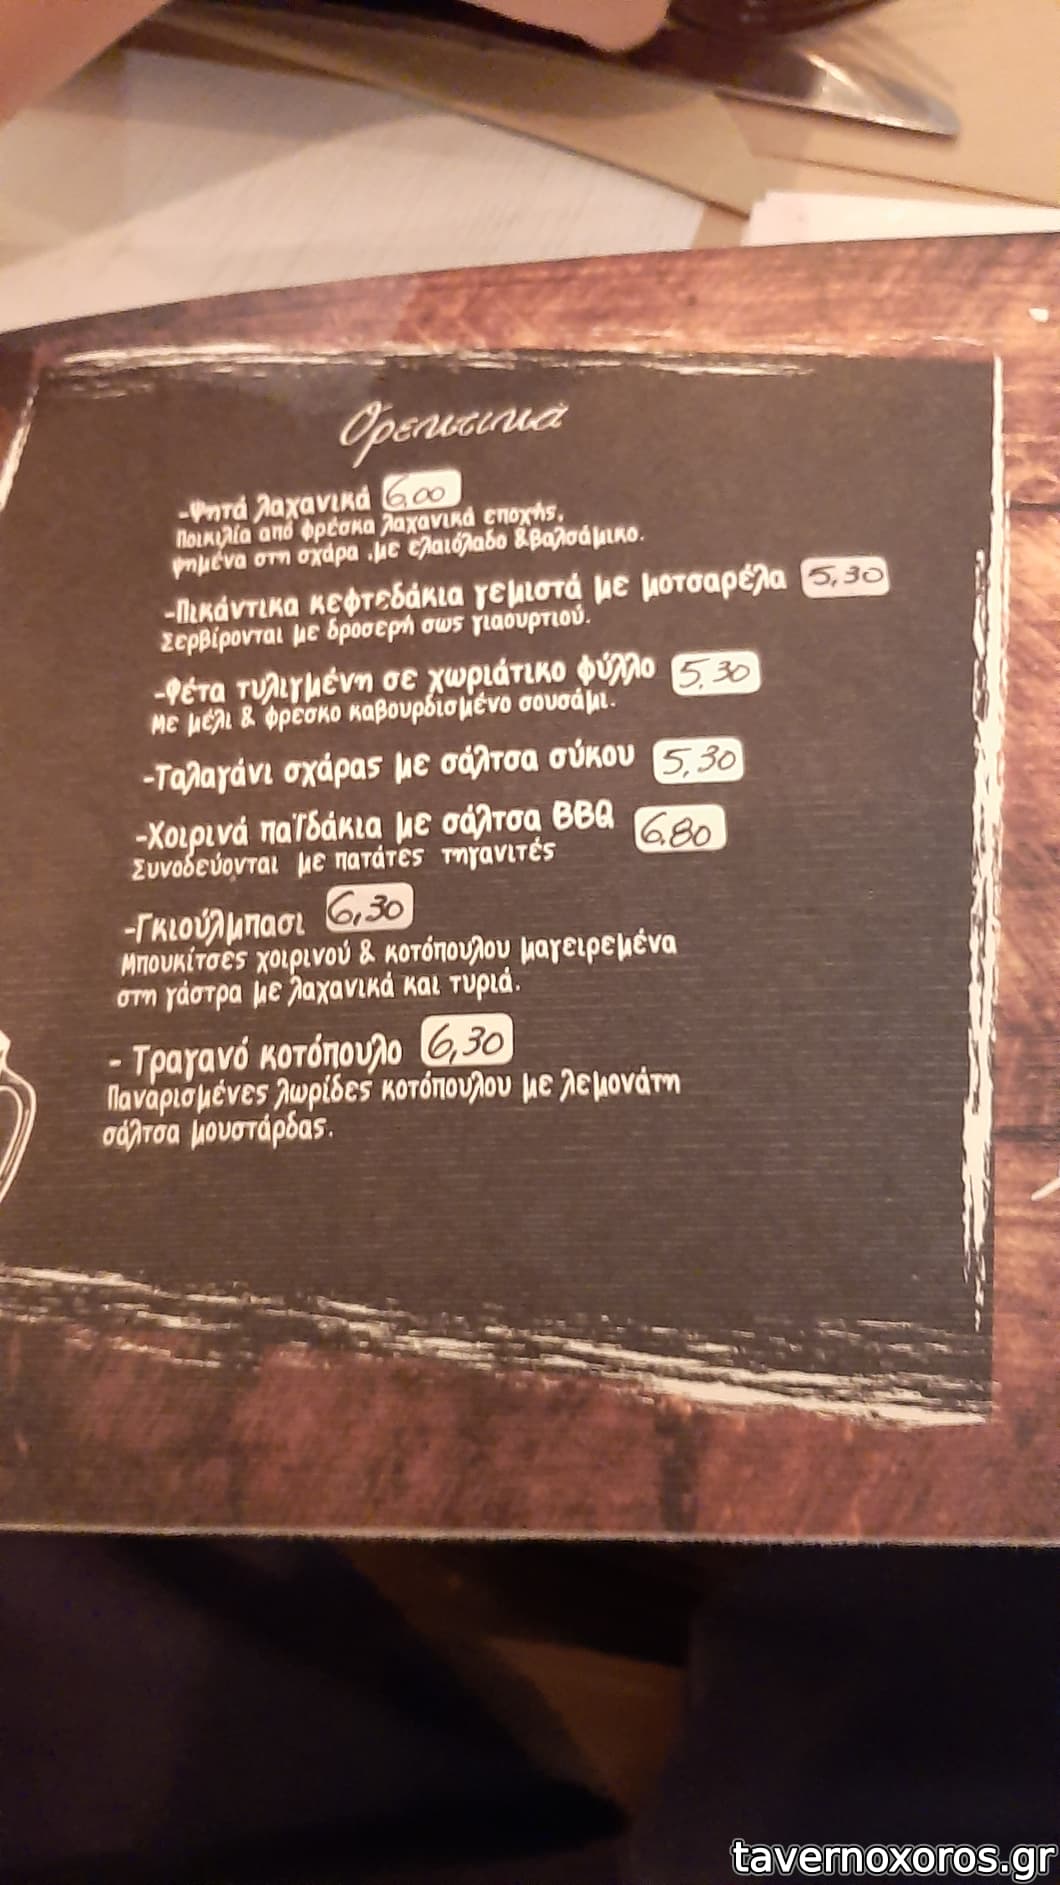 Ορεκτικά
-Ψητά λαχανικά 6,00
Ποικιλία από φρέσκα λαχανικά εποχής,
ψημένα στη σχάρα ,με ελαιόλαδο &βαλσάμικο.
-Πικάντικα κεφτεδάκια γεμιστά με μοτσαρέλα 5,30
Σερβίρονται με δροσερή σως γιαουρτιού.
-Φέτα τυλιγμένη σε χωριάτικο φύλλο 5,30
Με μέλι & φρέσκο καβουρδισμένο σουσάμι.
-Ταλαγάνι σχάρας με σάλτσα σύκου 5,30
-Χοιρινά παΐδάκια με σάλτσα BBQ 6,80
Συνοδεύονται με πατάτες τηγανιτές
-Γκιούλμπασι 6,30
Μπουκίτσες χοιρινού & κοτόπουλου μαγειρεμένα
στη γάστρα με λαχανικά και τυριά.
- Τραγανό κοτόπουλο 6,30
Παναρισμένες λωρίδες κοτόπουλου με λεμονάτη
σάλτσα μουστάρδας.
tavernoxoros.gr